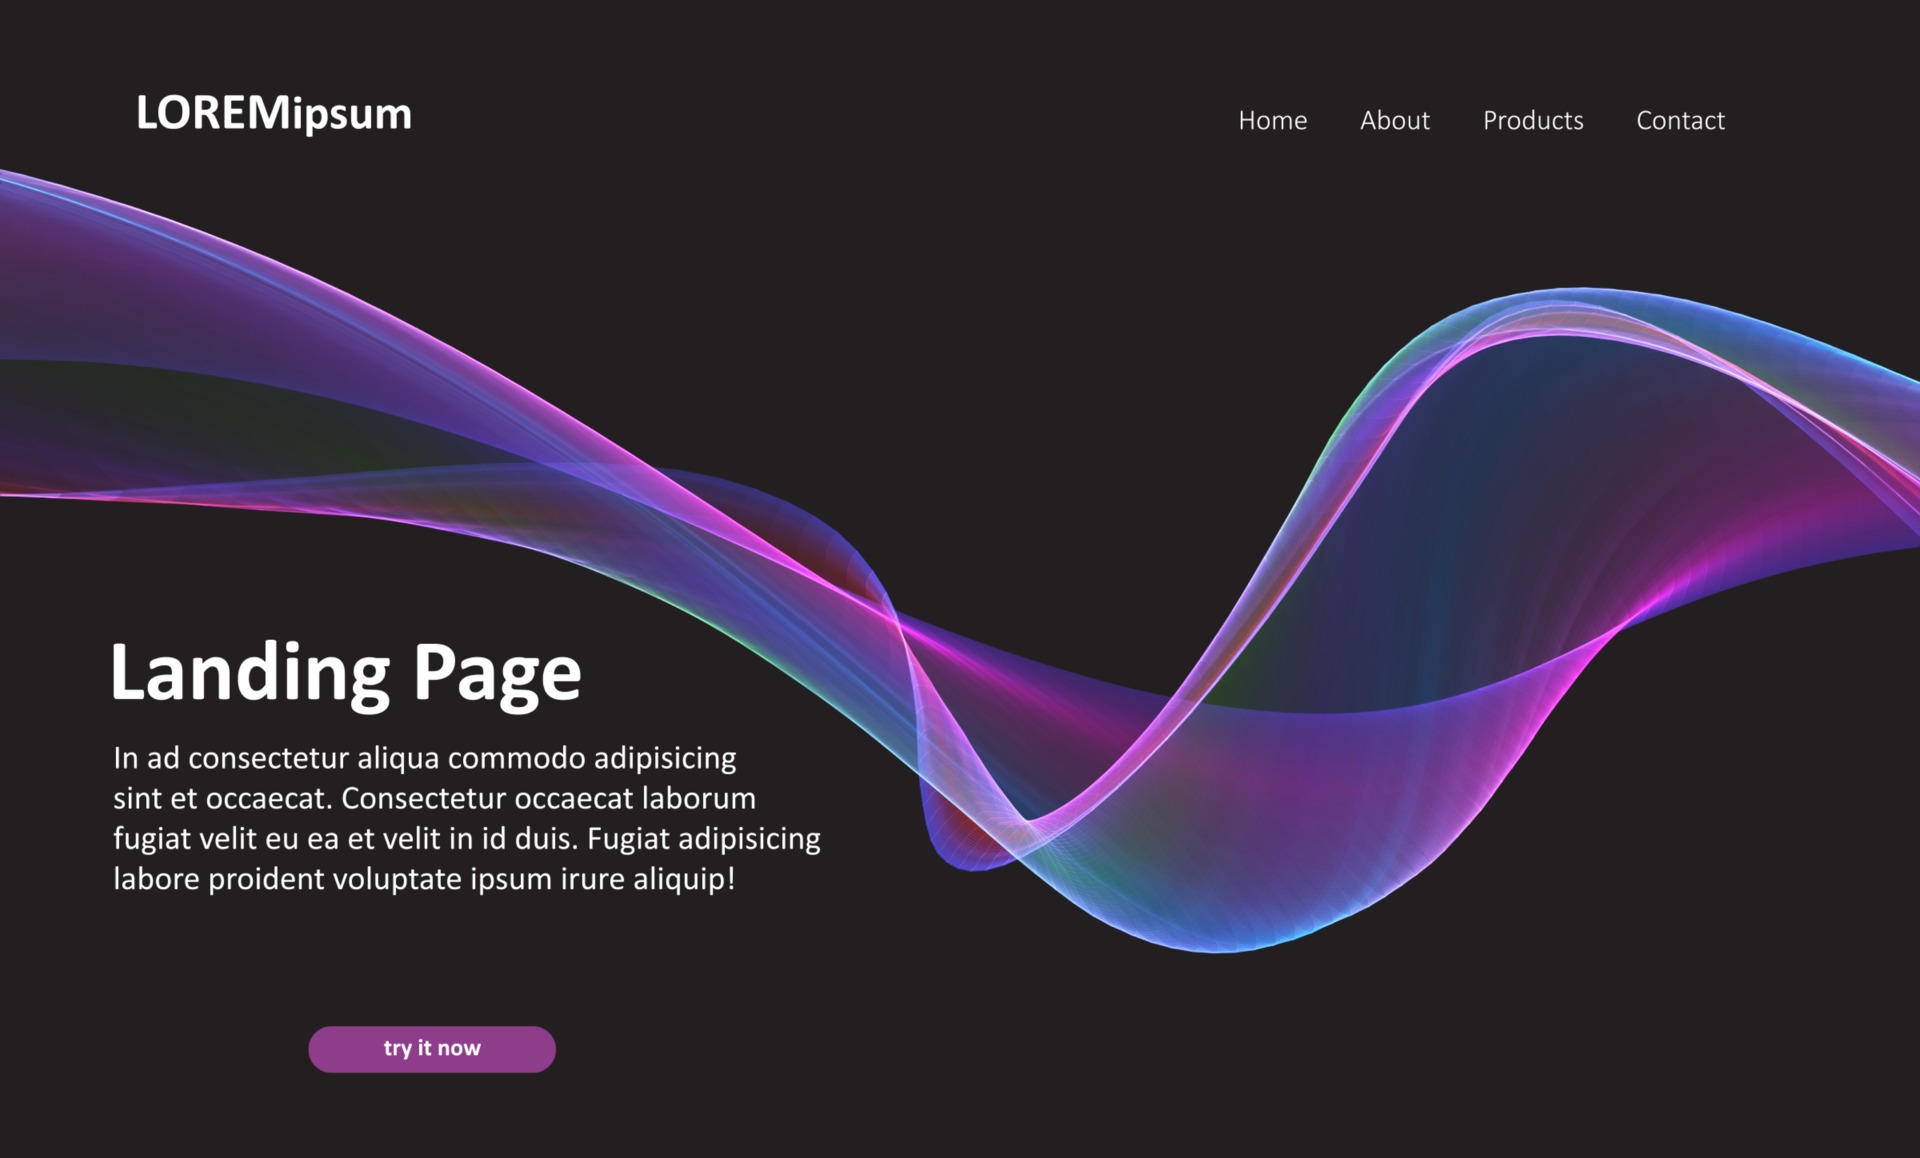 LOREMipsum
Home About Products Contact
Landing Page
In ad consectetur aliqua commodo adipisicing
sint et occaecat. Consectetur occaecat laborum
fugiat velit eu ea et velit in id duis. Fugiat adipisicing
labore proident voluptate ipsum irure aliquip!
try it now